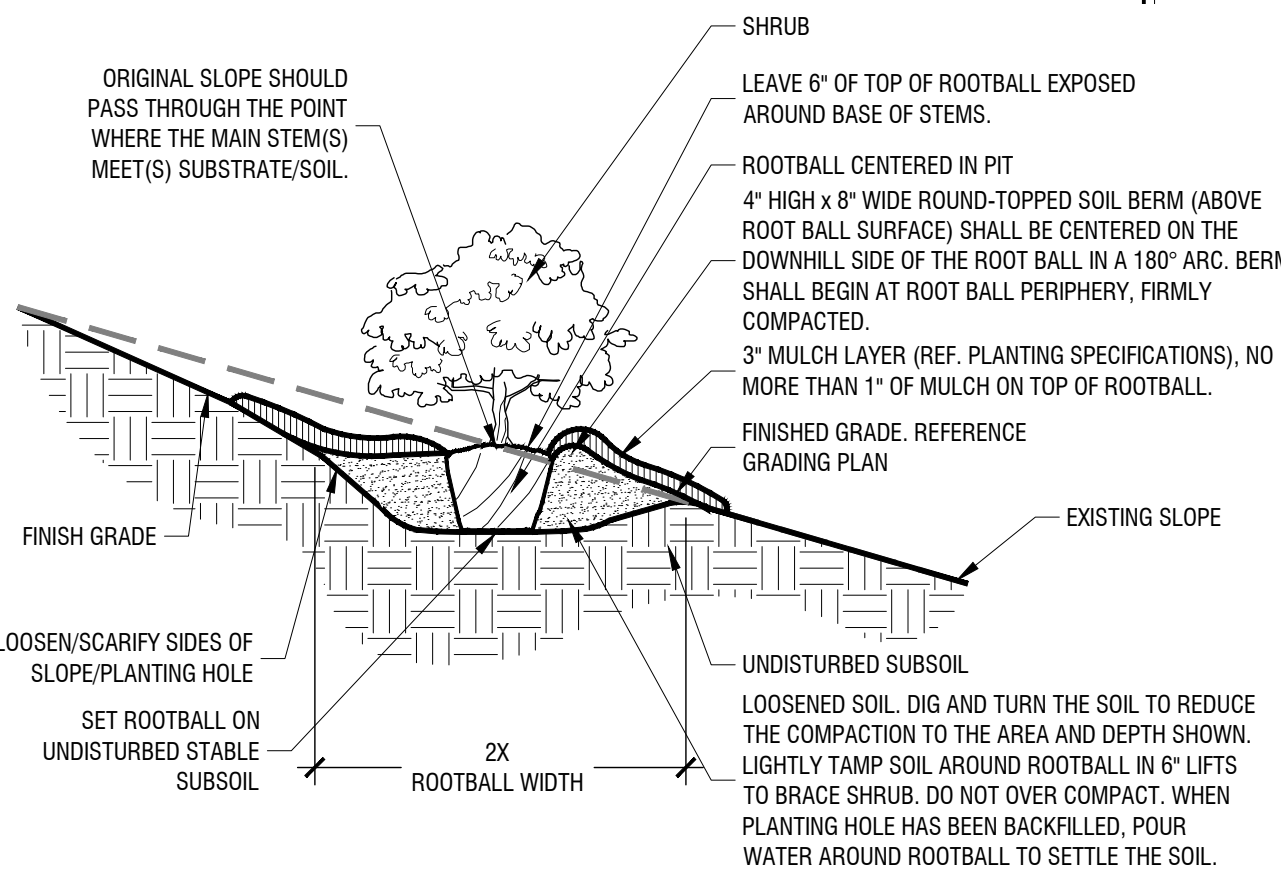 SHRUB
ORIGINAL SLOPE SHOULD
PASS THROUGH THE POINT
WHERE THE MAIN STEM(S)
MEET(S) SUBSTRATE/SOIL.
LEAVE 6" OF TOP OF ROOTBALL EXPOSED
AROUND BASE OF STEMS.
ROOTBALL CENTERED IN PIT
4" HIGH x 8" WIDE ROUND-TOPPED SOIL BERM (ABOVE
ROOT BALL SURFACE) SHALL BE CENTERED ON THE
DOWNHILL SIDE OF THE ROOT BALL IN A 180° ARC. BERM
SHALL BEGIN AT ROOT BALL PERIPHERY, FIRMLY
COMPACTED.
3" MULCH LAYER (REF. PLANTING SPECIFICATIONS), NO
MORE THAN 1" OF MULCH ON TOP OF ROOTBALL.
FINISHED GRADE. REFERENCE
GRADING PLAN
EXISTING SLOPE
FINISH GRADE
LOOSEN/SCARIFY SIDES OF
SLOPE/PLANTING HOLE
SET ROOTBALL ON
UNDISTURBED STABLE
SUBSOIL
2X
ROOTBALL WIDTH
UNDISTURBED SUBSOIL
LOOSENED SOIL. DIG AND TURN THE SOIL TO REDUCE
THE COMPACTION TO THE AREA AND DEPTH SHOWN.
LIGHTLY TAMP SOIL AROUND ROOTBALL IN 6" LIFTS
TO BRACE SHRUB. DO NOT OVER COMPACT. WHEN
PLANTING HOLE HAS BEEN BACKFILLED, POUR
WATER AROUND ROOTBALL TO SETTLE THE SOIL.